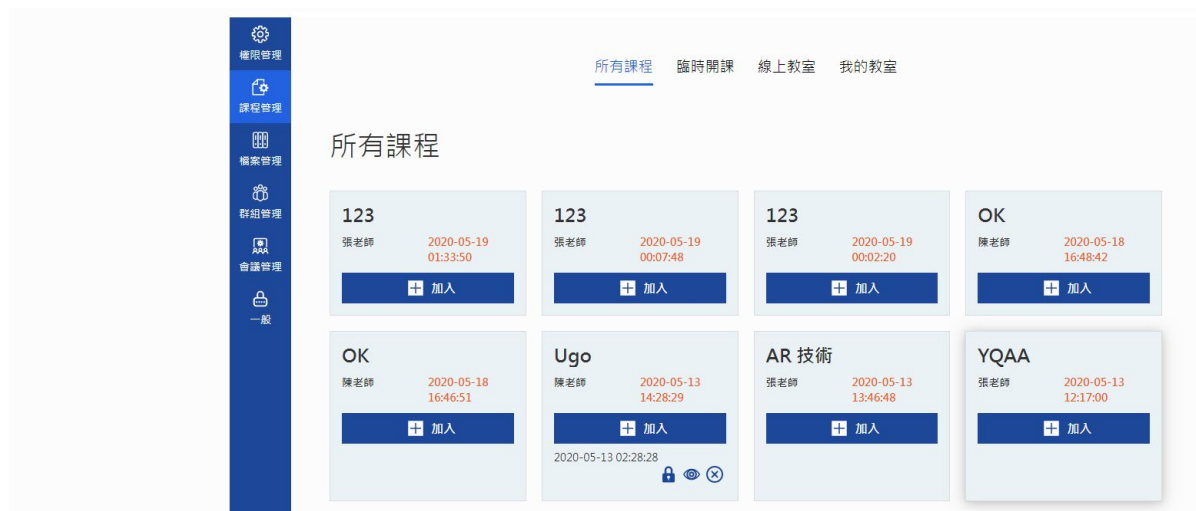 權限管理
課程管理
檔案管理
群組管理
會議管理
一般
所有課程 臨時開課 線上教室 我的教室
所有課程
123
張老師 2020-05-19
01:33:50
加入
123
張老師 2020-05-19
00:07:48
加入
123
張老師 2020-05-19
00:02:20
加入
OK
陳老師 2020-05-18
16:48:42
加入
OK
陳老師 2020-05-18
16:46:51
加入
Ugo
陳老師 2020-05-13
14:28:29
加入
2020-05-13 02:28:28
AR 技術
張老師 2020-05-13
13:46:48
加入
YQAA
張老師 2020-05-13
12:17:00
加入